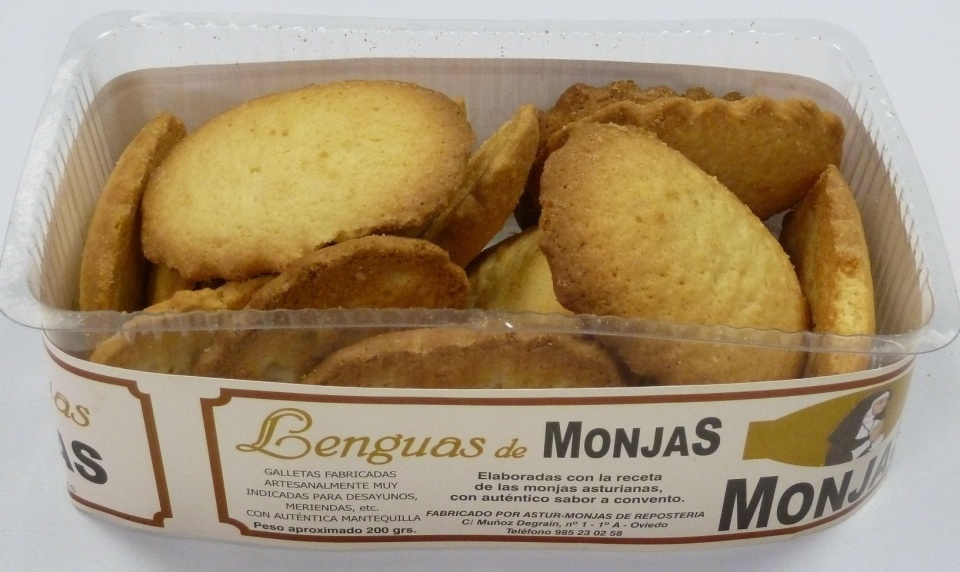 as
as
Lenguas de MONJAS
GALLETAS FABRICADAS
ARTESANALMENTE MUY
INDICADAS PARA DESAYUNOS,
MERIENDAS, etc.
CON AUTÉNTICA MANTEQUILLA
Peso aproximado 200 grs.
Elaboradas con la receta
de las monjas asturianas,
con auténtico sabor a convento.
FABRICADO POR ASTUR-MONJAS DE REPOSTERIA
C/ Muñoz Degraín, nº 1 - 1º A - Oviedo
Teléfono 985 23 02 58
MONJA